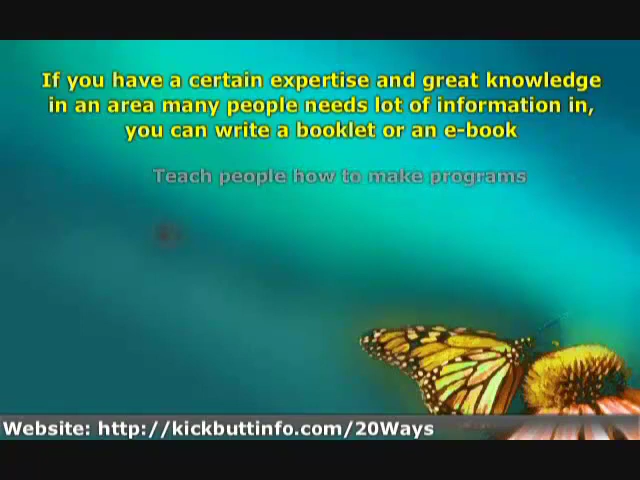 If you have a certain expertise and great knowledge
in an area many people needs lot of information in,
you can write a booklet or an e-book
Teach people how to make programs
Website: http://kickbuttinfo.com/20Ways